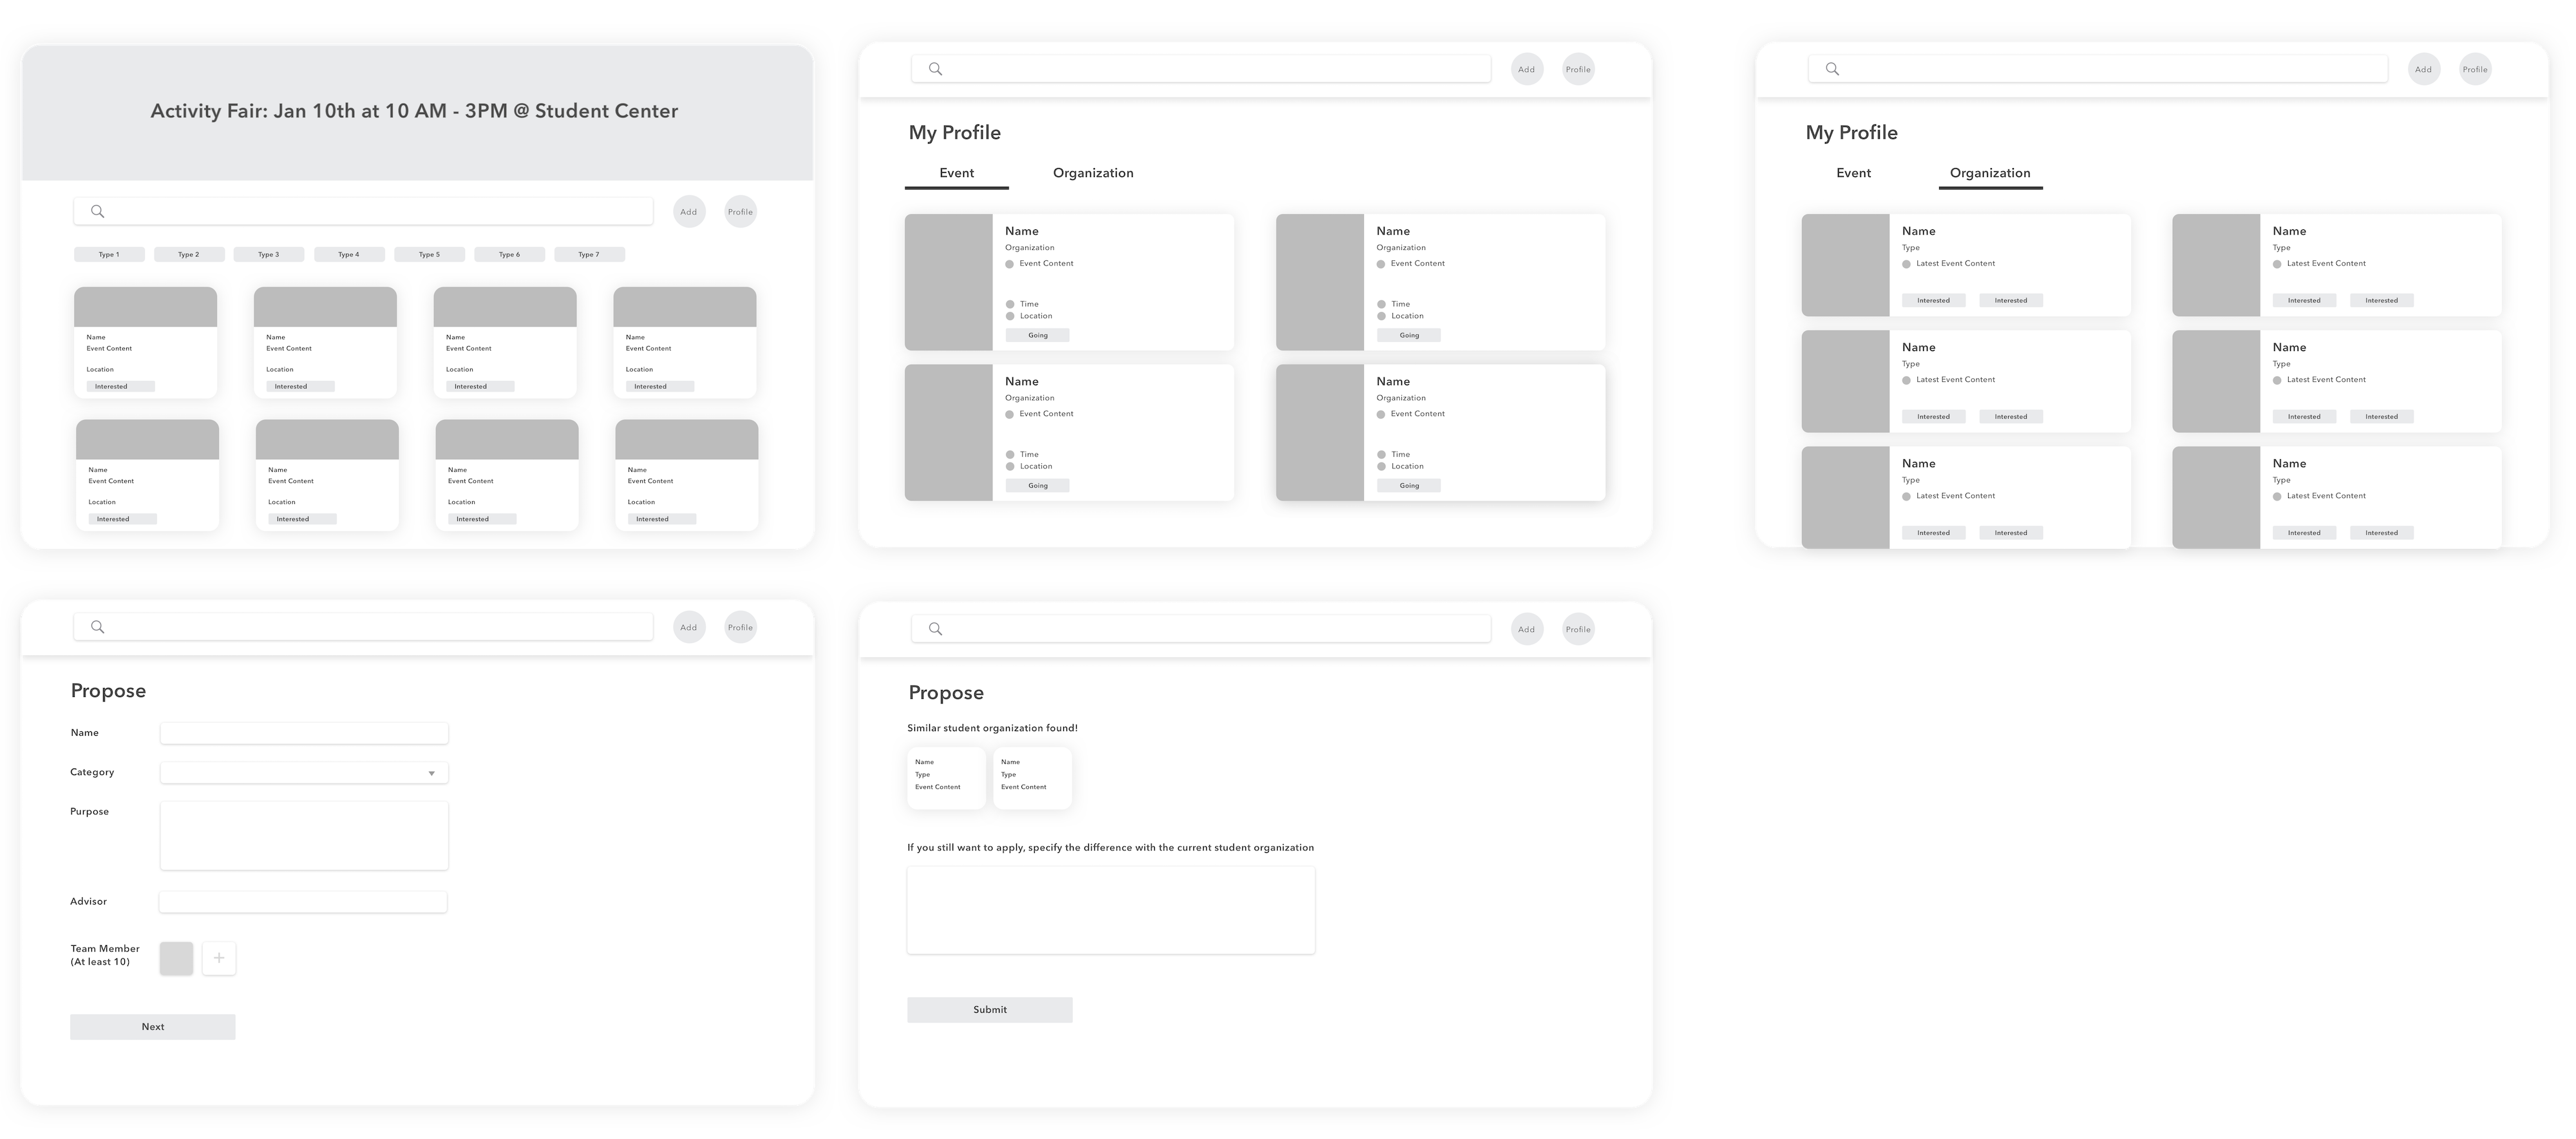 Activity Fair: Jan 10th at 10 AM - 3PM @ Student Center
Add Profile
Type 1 Type 2 Type 3 Type 4 Type 5 Type 6 Type 7
Name Name Name Name
Event Content Event Content Event Content Event Content
Location Location Location Location
Interested Interested Interested Interested
Name Name Name Name
Event Content Event Content Event Content Event Content
Location Location Location Location
Interested Interested Interested Interested
Add Profile
My Profile
Event Organization
Name Name
Organization Organization
Event Content Event Content
Time Time
Location Location
Going Going
Name Name
Organization Organization
Event Content Event Content
Time Time
Location Location
Going Going
Add Profile
My Profile
Event Organization
Name Name
Type Type
Latest Event Content Latest Event Content
Interested Interested Interested Interested
Name Name
Type Type
Latest Event Content Latest Event Content
Interested Interested Interested Interested
Name Name
Type Type
Latest Event Content Latest Event Content
Interested Interested Interested Interested
Add Profile
Propose
Name
Category
Purpose
Advisor
Team Member
(At least 10)
+
Next
Add Profile
Propose
Similar student organization found!
Name Name
Type Type
Event Content Event Content
If you still want to apply, specify the difference with the current student organization
Submit